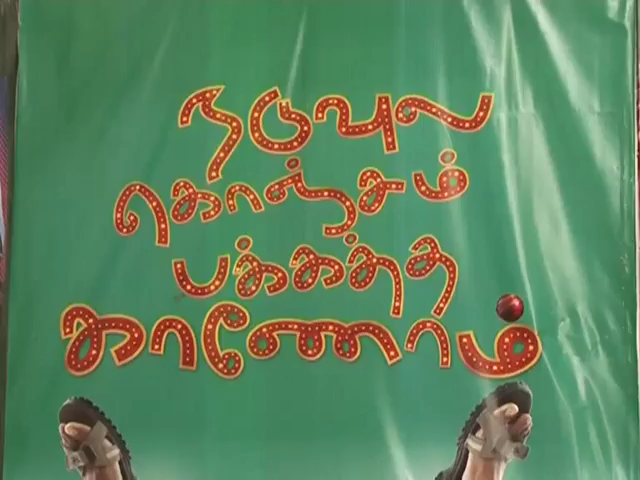 நடுவுல
கொஞ்சம்
பக்கத்த
காணோம்